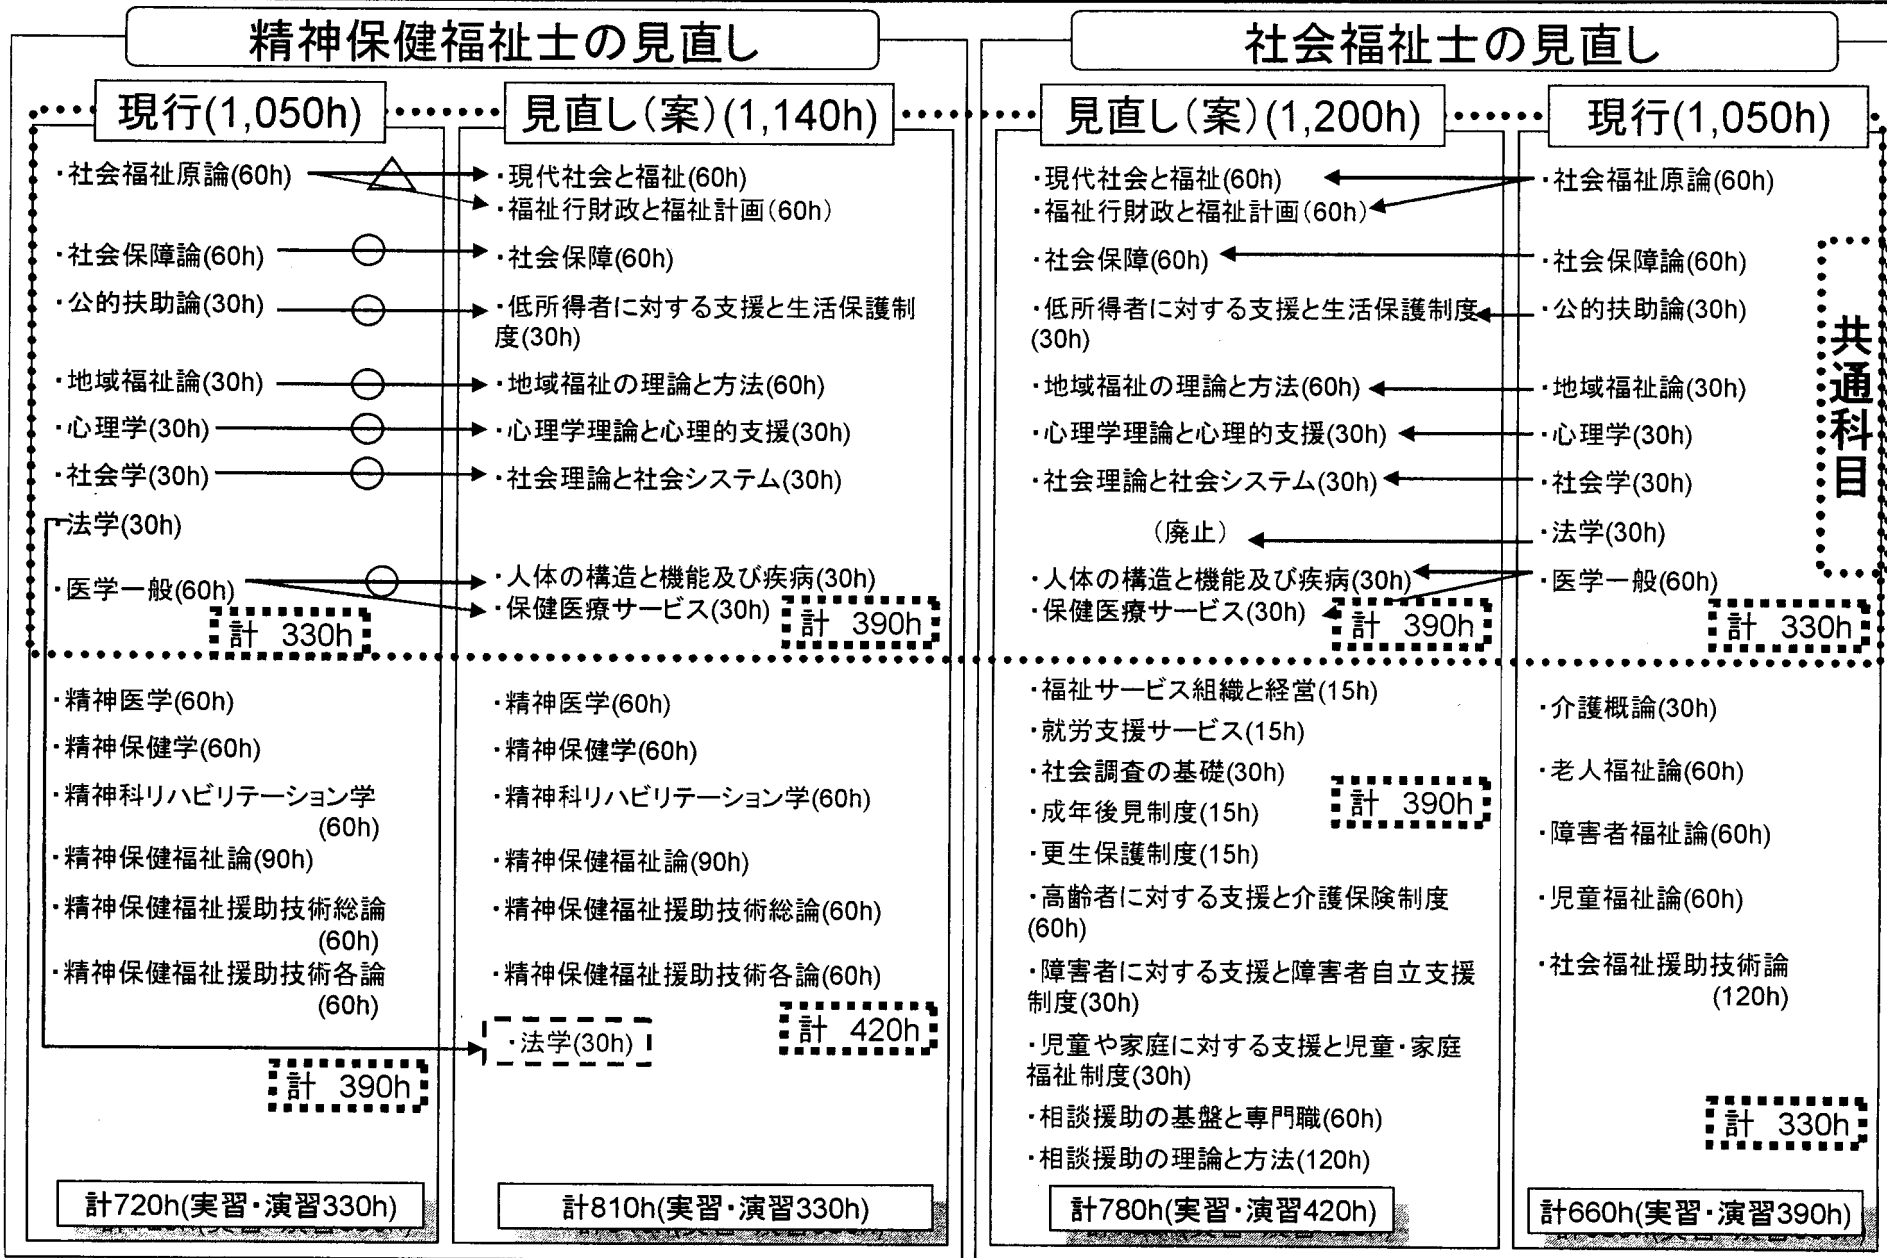 精神保健福祉士の見直し
現行(1,050h)
・社会福祉原論(60h)
・社会保障論(60h)
・公的扶助論(30h)
・地域福祉論(30h)
・心理学(30h)
・社会学(30h)
・法学(30h)
・医学一般(60h)
計 330h
・精神医学(60h)
・精神保健学(60h)
・精神科リハビリテーション学
(60h)
・精神保健福祉論(90h)
・精神保健福祉援助技術総論
(60h)
・精神保健福祉援助技術各論
(60h)
計 390h
計720h(実習・演習330h)
見直し(案)(1,140h)
・現代社会と福祉(60h)
・福祉行財政と福祉計画(60h)
・社会保障(60h)
・低所得者に対する支援と生活保護制
度(30h)
・地域福祉の理論と方法(60h)
・心理学理論と心理的支援(30h)
・社会理論と社会システム(30h)
・人体の構造と機能及び疾病(30h)
・保健医療サービス(30h)
計 390h
・精神医学(60h)
・精神保健学(60h)
・精神科リハビリテーション学(60h)
・精神保健福祉論(90h)
・精神保健福祉援助技術総論(60h)
・精神保健福祉援助技術各論(60h)
計 420h
・法学(30h)
計810h(実習・演習330h)
社会福祉士の見直し
見直し(案)(1,200h)
・現代社会と福祉(60h)
・福祉行財政と福祉計画(60h)
・社会保障(60h)
・低所得者に対する支援と生活保護制度
(30h)
・地域福祉の理論と方法(60h)
・心理学理論と心理的支援(30h)
・社会理論と社会システム(30h)
(廃止)
・人体の構造と機能及び疾病(30h)
・保健医療サービス(30h)
計 390h
・福祉サービス組織と経営(15h)
・就労支援サービス(15h)
・社会調査の基礎(30h)
計 390h
・成年後見制度(15h)
・更生保護制度(15h)
・高齢者に対する支援と介護保険制度
(60h)
・障害者に対する支援と障害者自立支援
制度(30h)
・児童や家庭に対する支援と児童・家庭
福祉制度(30h)
・相談援助の基盤と専門職(60h)
・相談援助の理論と方法(120h)
計780h(実習・演習420h)
現行(1,050h)
・社会福祉原論(60h)
・社会保障論(60h)
・公的扶助論(30h)
・地域福祉論(30h)
・心理学(30h)
・社会学(30h)
・法学(30h)
・医学一般(60h)
計 330h
共通科目
・介護概論(30h)
・老人福祉論(60h)
・障害者福祉論(60h)
・児童福祉論(60h)
・社会福祉援助技術論
(120h)
計 330h
計660h(実習・演習390h)